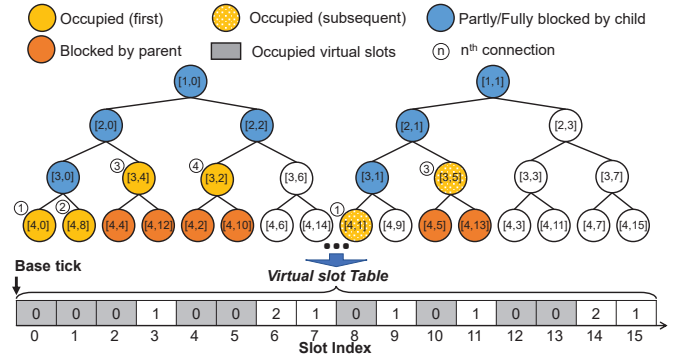 Occupied (first) Occupied (subsequent) Partly/Fully blocked by child
Blocked by parent Occupied virtual slots n nth connection
[1,0] [1,1]
[2,0] [2,2] [2,1] [2,3]
3 4 3
[3,0] [3,4] [3,2] [3,6] [3,1] [3,5] [3,3] [3,7]
1 2 1
[4,0] [4,8] [4,4] [4,12] [4,2] [4,10] [4,6] [4,14] [4,1] [4,9] [4,5] [4,13] [4,3] [4,11] [4,7] [4,15]
...
Base tick
Virtual slot Table
0 0 0 1 0 0 2 1 0 1 0 1 0 0 2 1
0 1 2 3 4 5 6 7 8 9 10 11 12 13 14 15
Slot Index